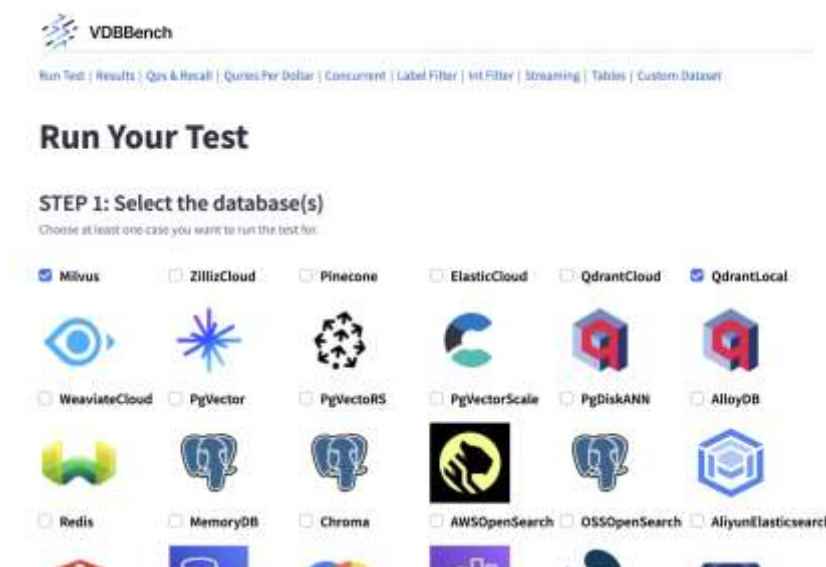 VDBBench
Run Test | Results | Qps & Recall | Quries Per Dollar | Concurrent | Label Filter | Int Filter | Streaming | Tables | Custom Dataset
Run Your Test
STEP 1: Select the database(s)
Choose at least one case you want to run the test for.
Milvus ZillizCloud Pinecone ElasticCloud QdrantCloud QdrantLocal
WeaviateCloud PgVector PgVectoRS PgVectorScale PgDiskANN AlloyDB
Redis MemoryDB Chroma AWSOpenSearch OSSOpenSearch AliyunElasticsearch